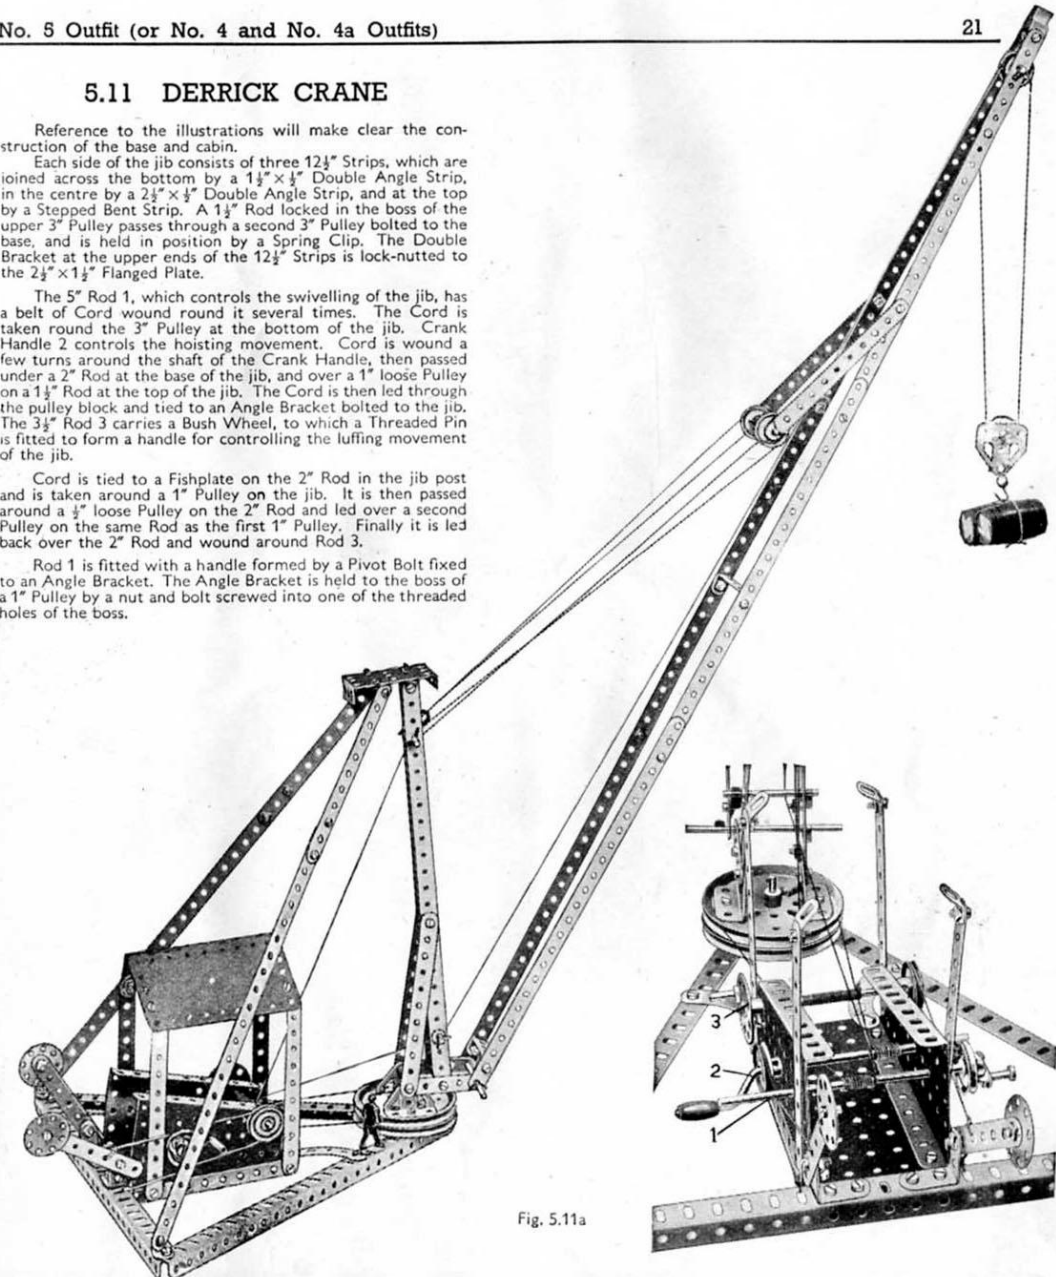 No. 5 Outfit (or No. 4 and No. 4a Outfits)
21
5.11 DERRICK CRANE
Reference to the illustrations will make clear the con-
struction of the base and cabin.
Each side of the jib consists of three 12½″ Strips, which are
joined across the bottom by a 1½″ × ½″ Double Angle Strip,
in the centre by a 2½″ × ½″ Double Angle Strip, and at the top
by a Stepped Bent Strip. A 1½″ Rod locked in the boss of the
upper 3″ Pulley passes through a second 3″ Pulley bolted to the
base, and is held in position by a Spring Clip. The Double
Bracket at the upper ends of the 12½″ Strips is lock-nutted to
the 2½″ × 1½″ Flanged Plate.
The 5″ Rod 1, which controls the swivelling of the jib, has
a belt of Cord wound round it several times. The Cord is
taken round the 3″ Pulley at the bottom of the jib. Crank
Handle 2 controls the hoisting movement. Cord is wound a
few turns around the shaft of the Crank Handle, then passed
under a 2″ Rod at the base of the jib, and over a 1″ loose Pulley
on a 1½″ Rod at the top of the jib. The Cord is then led through
the pulley block and tied to an Angle Bracket bolted to the jib.
The 3½″ Rod 3 carries a Bush Wheel, to which a Threaded Pin
is fitted to form a handle for controlling the luffing movement
of the jib.
Cord is tied to a Fishplate on the 2″ Rod in the jib post
and is taken around a 1″ Pulley on the jib. It is then passed
around a ½″ loose Pulley on the 2″ Rod and led over a second
Pulley on the same Rod as the first 1″ Pulley. Finally it is led
back over the 2″ Rod and wound around Rod 3.
Rod 1 is fitted with a handle formed by a Pivot Bolt fixed
to an Angle Bracket. The Angle Bracket is held to the boss of
a 1″ Pulley by a nut and bolt screwed into one of the threaded
holes of the boss.
3
2
1
Fig. 5.11a